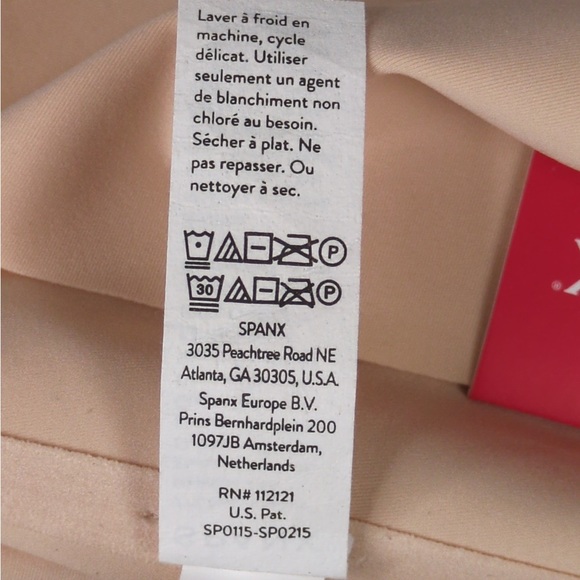 Laver à froid en
machine, cycle
délicat. Utiliser
seulement un agent
de blanchiment non
chloré au besoin.
Sécher à plat. Ne
pas repasser. Ou
nettoyer à sec.
P
30 P
SPANX
3035 Peachtree Road NE
Atlanta, GA 30305, U.S.A.
Spanx Europe B.V.
Prins Bernhardplein 200
1097JB Amsterdam,
Netherlands
RN# 112121
U.S. Pat.
SP0115-SP0215
X®